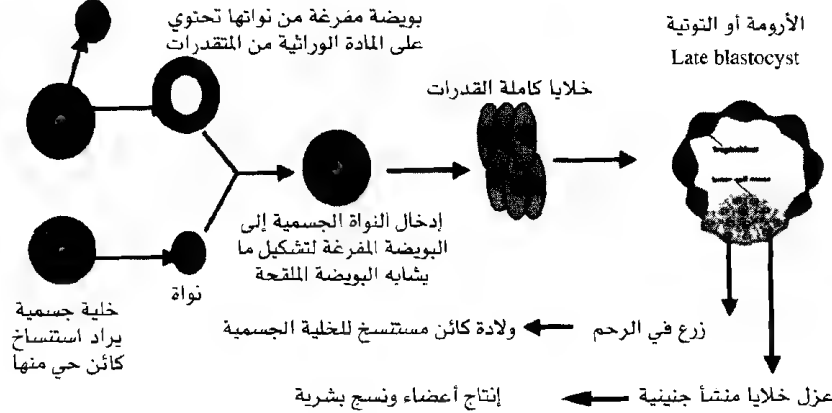 بويضة مفرغة من نواتها تحتوي
على المادة الوراثية من المتقدرات
الأرومة أو التوتية
Late blastocyst
خلايا كاملة القدرات
إدخال النواة الجسمية إلى
البويضة المفرغة لتشكيل ما
يشابه البويضة الملقحة
نواة
خلية جسمية
يراد استنساخ
كائن حي منها
زرع في الرحم
ولادة كائن مستنسخ للخلية الجسمية
عزل خلايا منشأ جنينية
إنتاج أعضاء ونسج بشرية